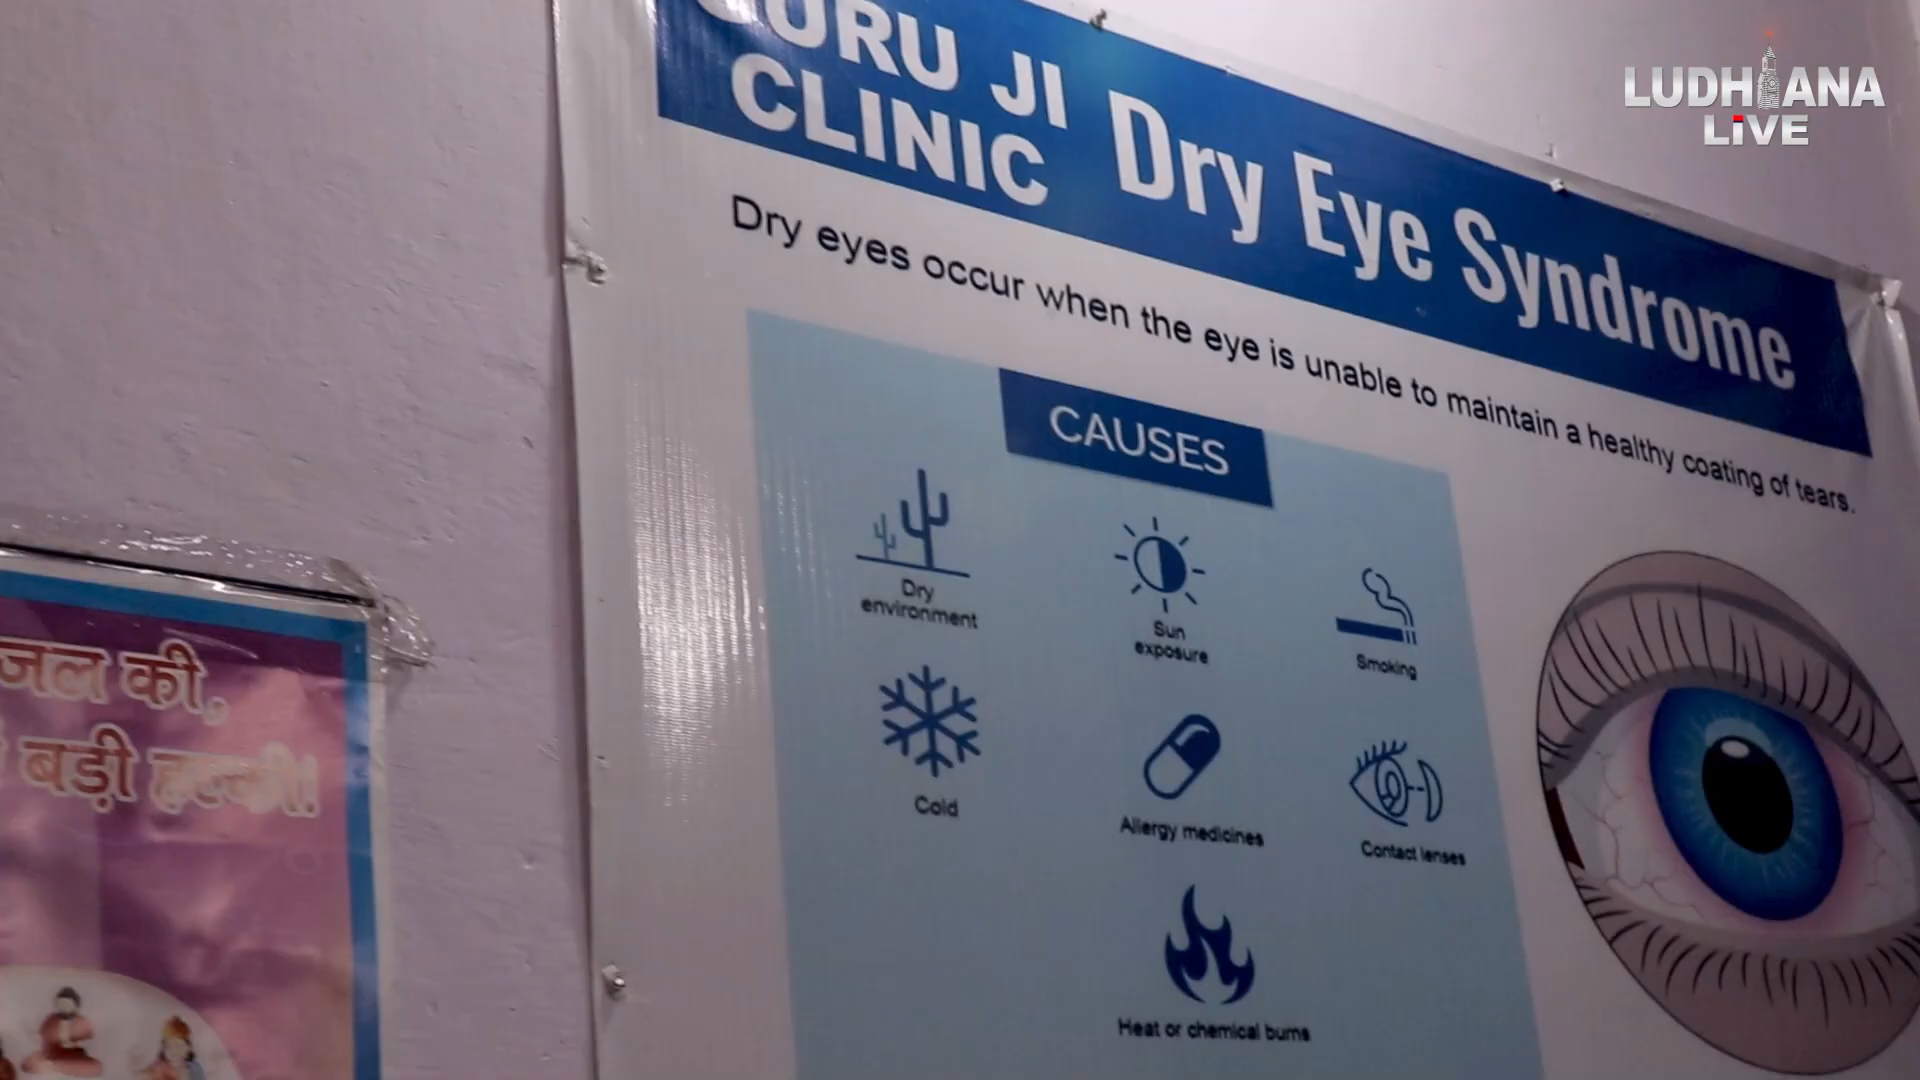 LUDHIANA
LiVE
JI
CLINIC
Dry Eye Syndrome
Dry eyes occur when the eye is unable to maintain a healthy coating of tears.
CAUSES
Dry
environment
Sun
exposure
Smoking
Cold
Allergy medicines
Contact lenses
Heat or chemical burns
जल की,
बड़ी हल्की!